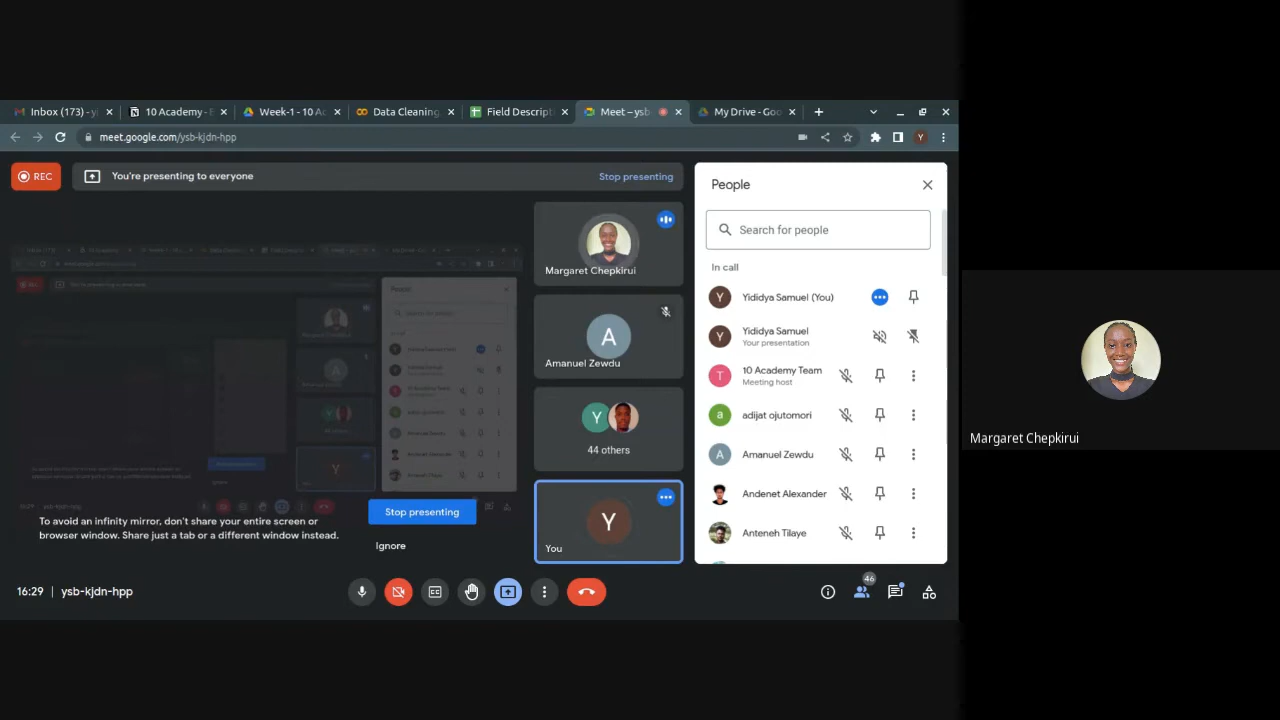 Inbox (173) - yi
10 Academy - E
Week-1 - 10 Ac
Data Cleaning
Field Descripti
Meet – ysb
My Drive - Goo
meet.google.com/ysb-kjdn-hpp
Y
REC
You're presenting to everyone
Stop presenting
Margaret Chepkirui
A
Amanuel Zewdu
Y
44 others
Y
You
To avoid an infinity mirror, don't share your entire screen or
browser window. Share just a tab or a different window instead.
Stop presenting
Ignore
People
Search for people
In call
Y
Yididya Samuel (You)
Y
Yididya Samuel
Your presentation
T
10 Academy Team
Meeting host
a
adijat ojutomori
A
Amanuel Zewdu
Andenet Alexander
Anteneh Tilaye
16:29 | ysb-kjdn-hpp
46
Margaret Chepkirui